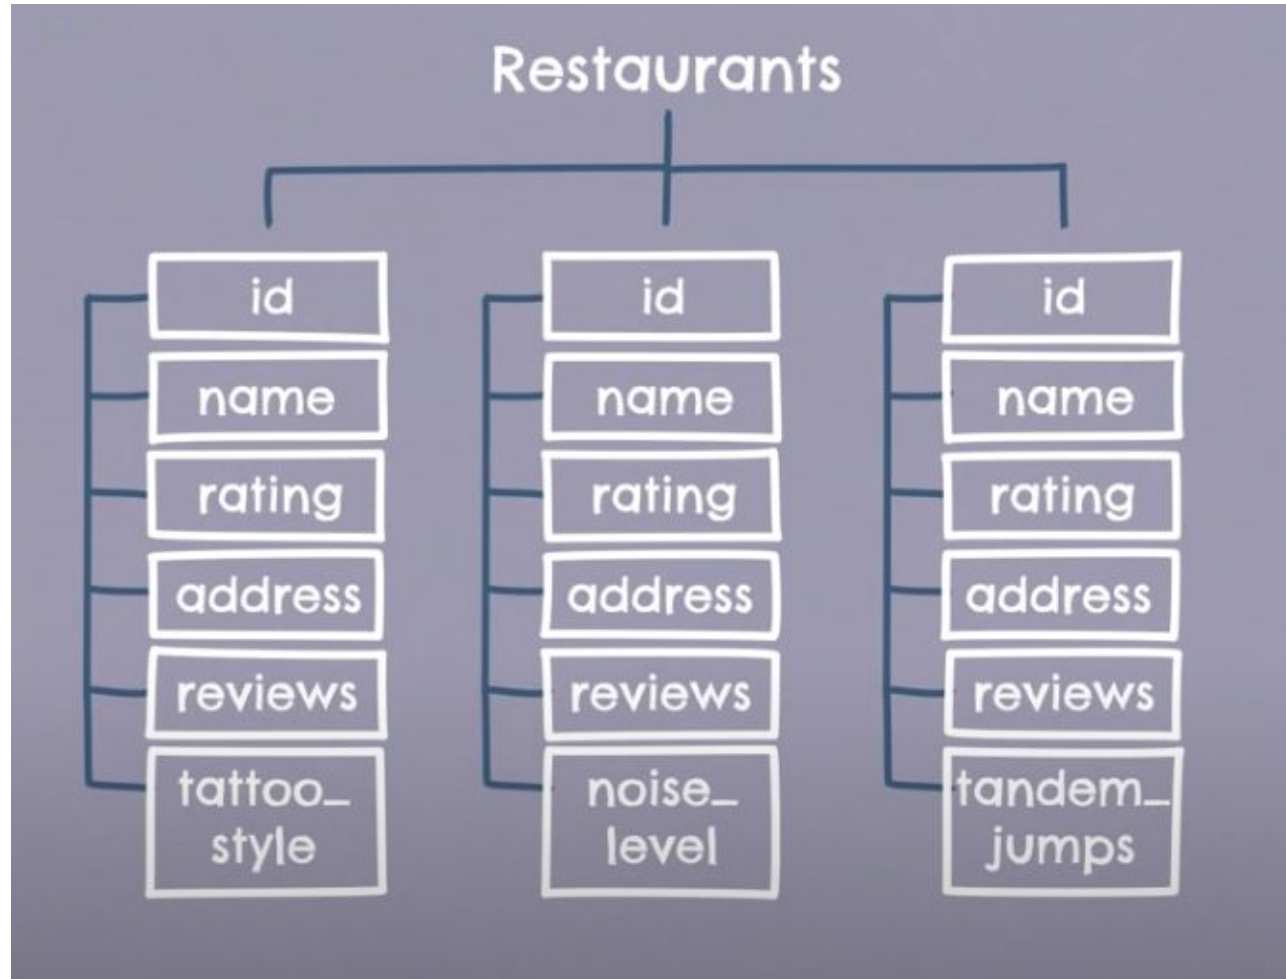 Restaurants
id
name
rating
address
reviews
tattoo_
style
id
name
rating
address
reviews
noise_
level
id
name
rating
address
reviews
tandem_
jumps